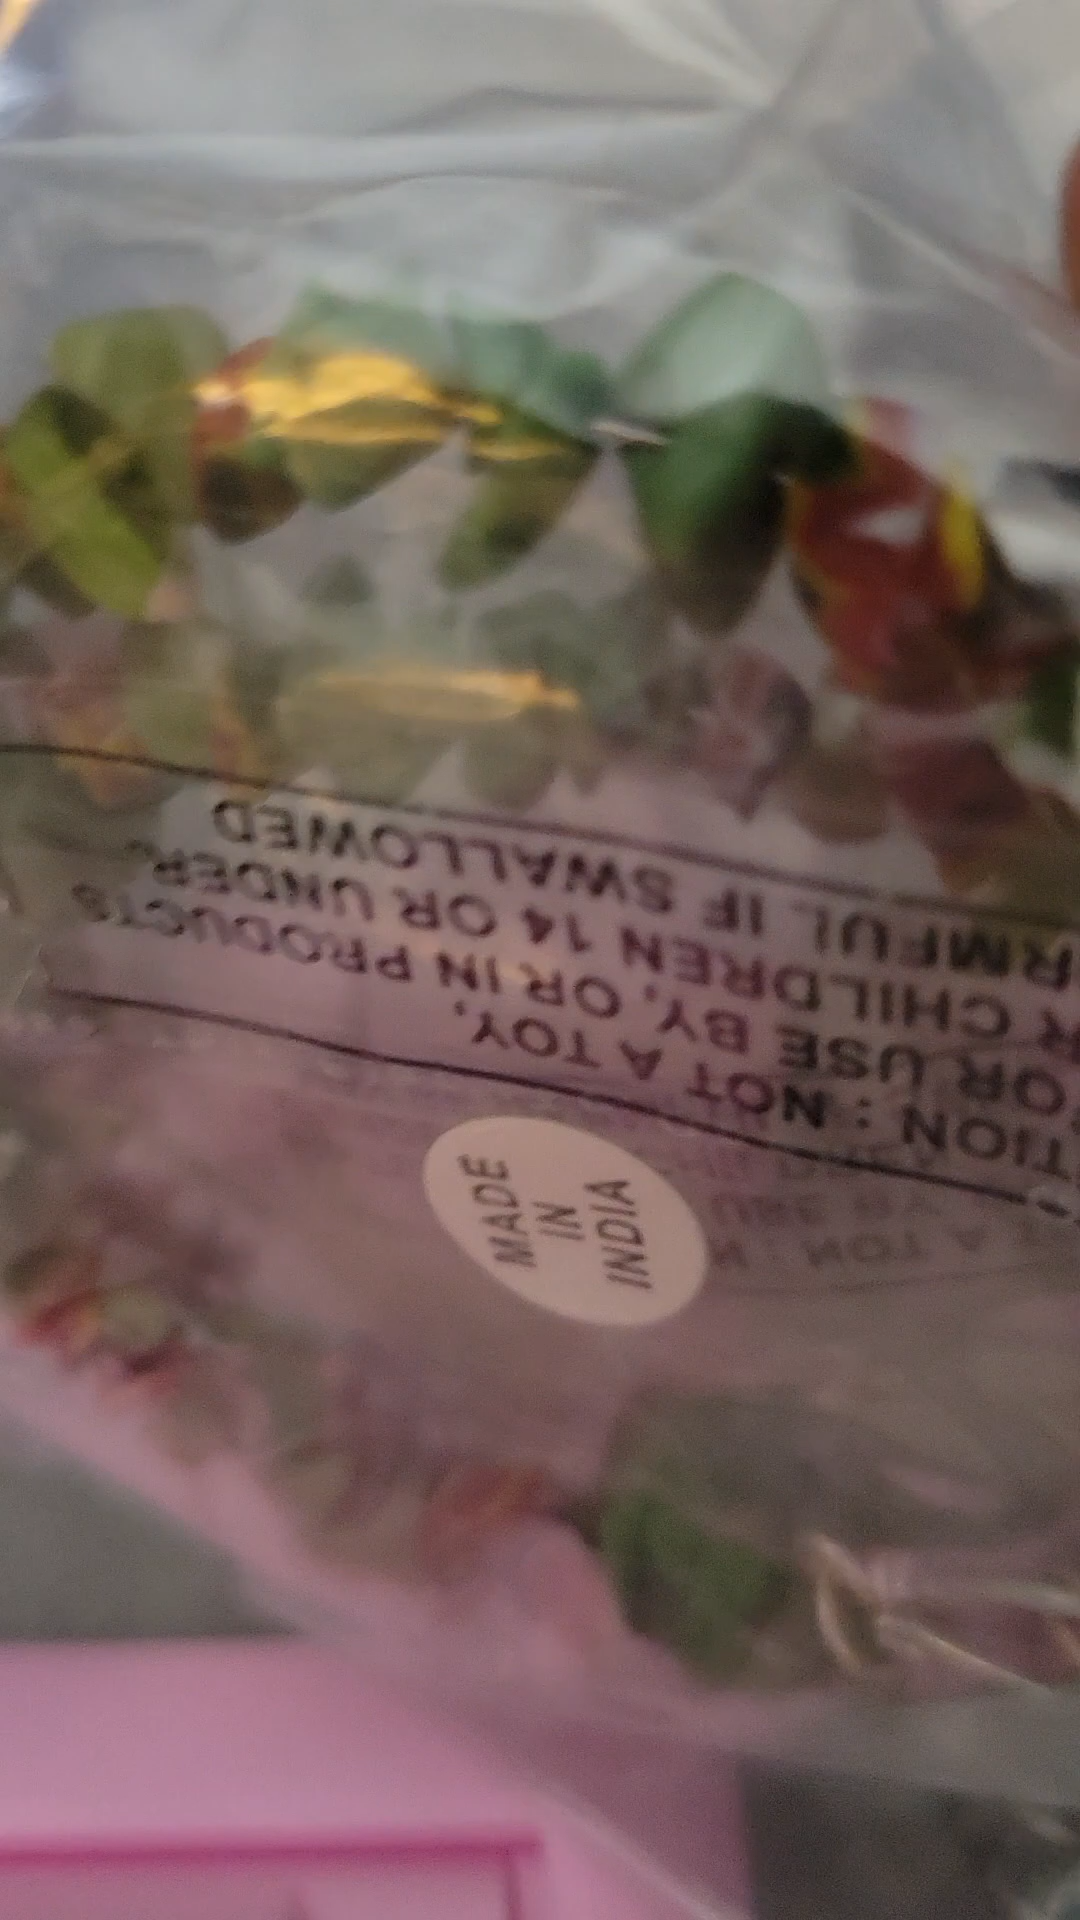 TION : NOT A TOY.
OR USE BY, OR IN PRODUCTS
R CHILDREN 14 OR UNDER.
RMFUL IF SWALLOWED
MADE
IN
INDIA